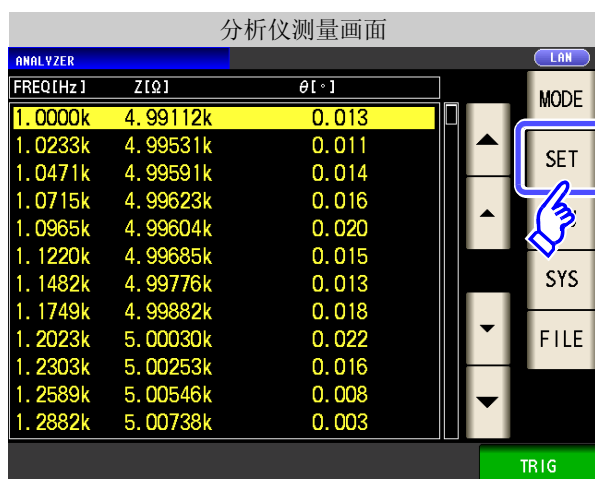 分析仪测量画面
ANALYZER
LAN
FREQ[Hz] Z[Ω] θ[°]
1.0000k 4.99112k 0.013
1.0233k 4.99531k 0.011
1.0471k 4.99591k 0.014
1.0715k 4.99623k 0.016
1.0965k 4.99604k 0.020
1.1220k 4.99685k 0.015
1.1482k 4.99776k 0.013
1.1749k 4.99882k 0.018
1.2023k 5.00030k 0.022
1.2303k 5.00253k 0.016
1.2589k 5.00546k 0.008
1.2882k 5.00738k 0.003
MODE
SET
SYS
FILE
TRIG